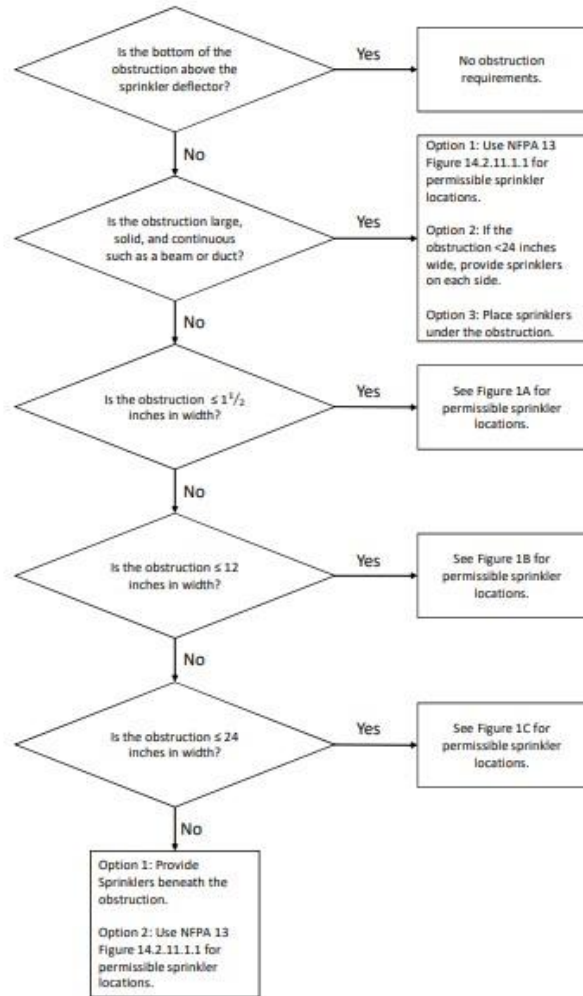 Is the bottom of the
obstruction above the
sprinkler deflector?
Yes
No obstruction
requirements.
No
Is the obstruction large,
solid, and continuous
such as a beam or duct?
Yes
Option 1: Use NFPA 13
Figure 14.2.11.1.1 for
permissible sprinkler
locations.
Option 2: If the
obstruction <24 inches
wide, provide sprinklers
on each side.
Option 3: Place sprinklers
under the obstruction.
No
Is the obstruction ≤ 1 1/2
inches in width?
Yes
See Figure 1A for
permissible sprinkler
locations.
No
Is the obstruction ≤ 12
inches in width?
Yes
See Figure 1B for
permissible sprinkler
locations.
No
Is the obstruction ≤ 24
inches in width?
Yes
See Figure 1C for
permissible sprinkler
locations.
No
Option 1: Provide
Sprinklers beneath the
obstruction.
Option 2: Use NFPA 13
Figure 14.2.11.1.1 for
permissible sprinkler
locations.